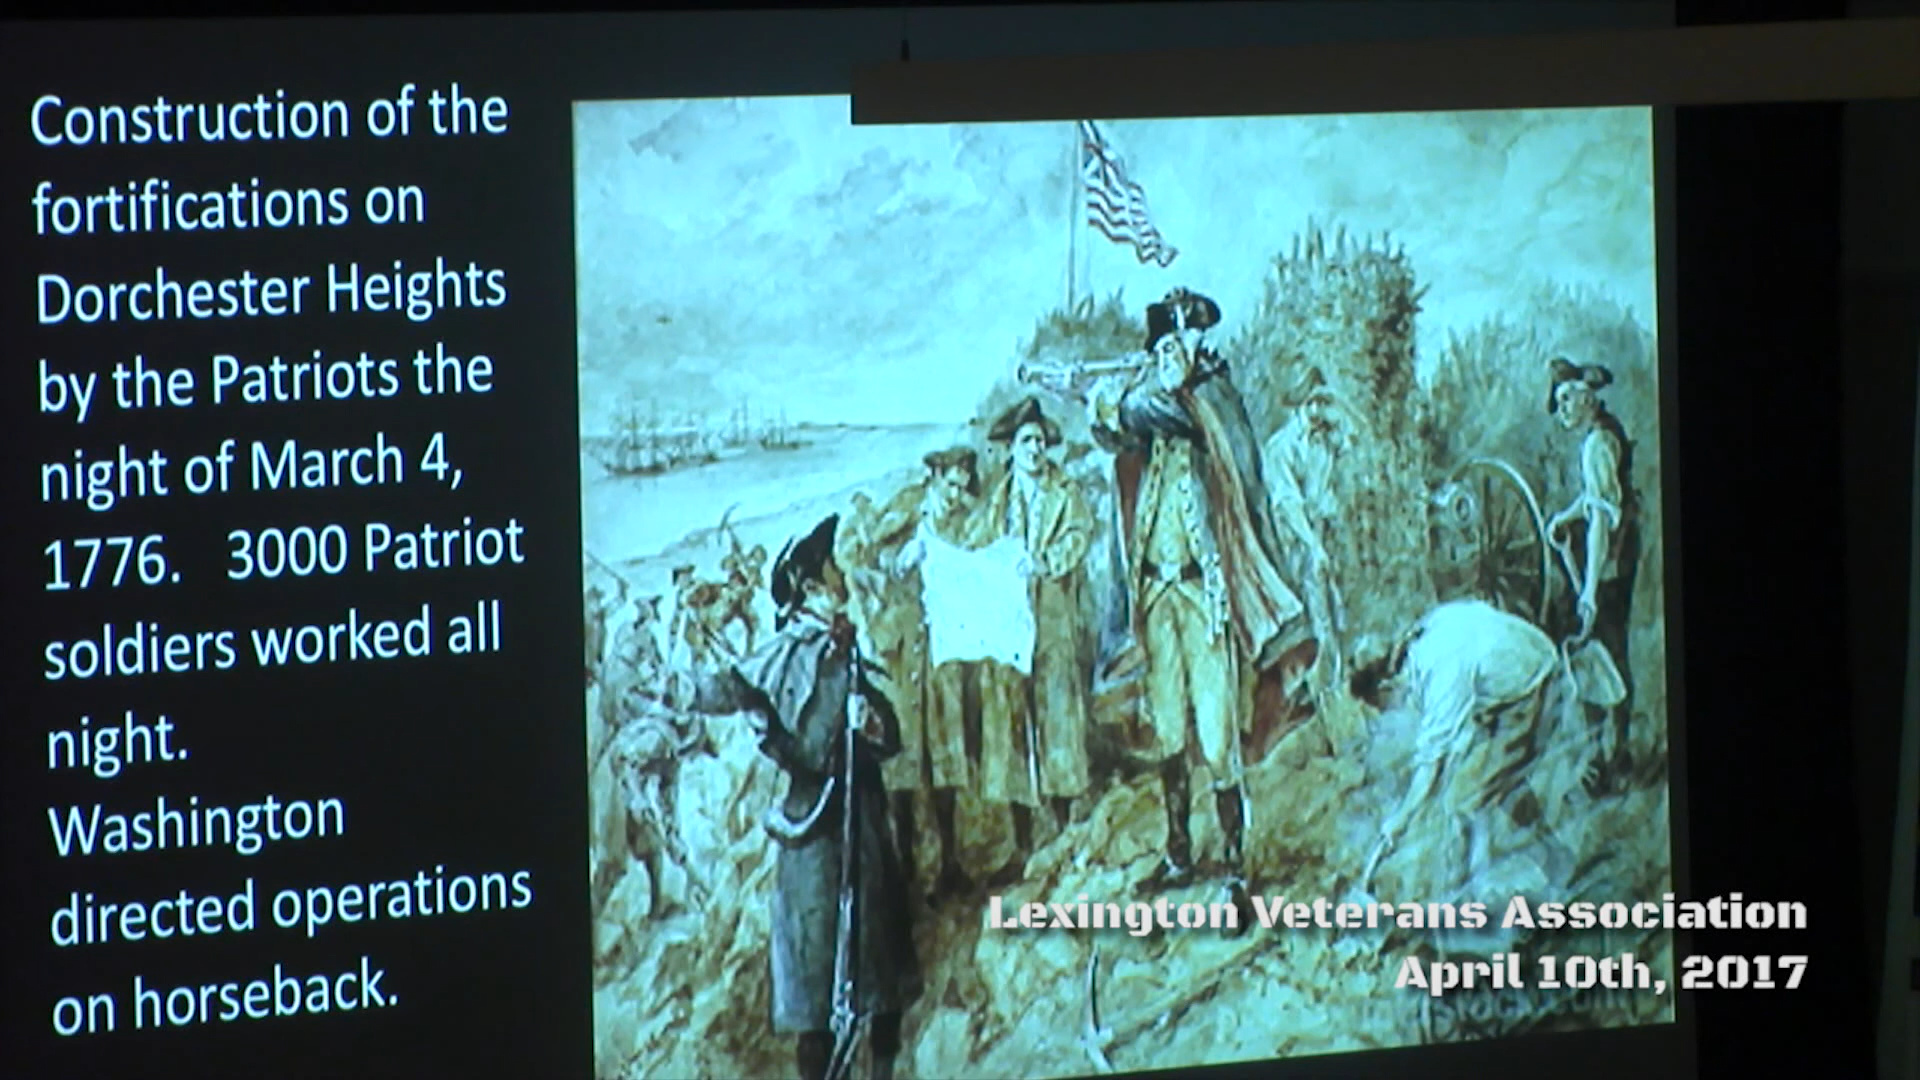 Construction of the
fortifications on
Dorchester Heights
by the Patriots the
night of March 4,
1776. 3000 Patriot
soldiers worked all
night.
Washington
directed operations
on horseback.
Lexington Veterans Association
April 10th, 2017